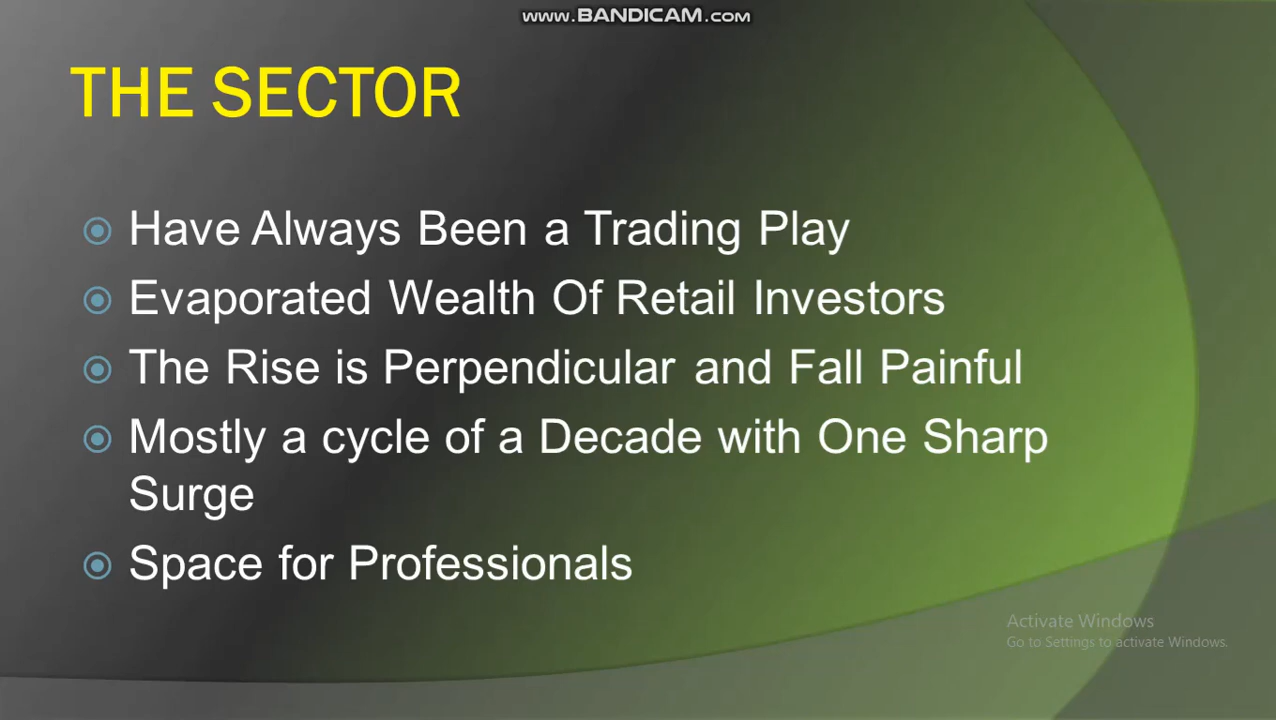 www.BANDICAM.com
THE SECTOR
Have Always Been a Trading Play
Evaporated Wealth Of Retail Investors
The Rise is Perpendicular and Fall Painful
Mostly a cycle of a Decade with One Sharp
Surge
Space for Professionals
Activate Windows
Go to Settings to activate Windows.